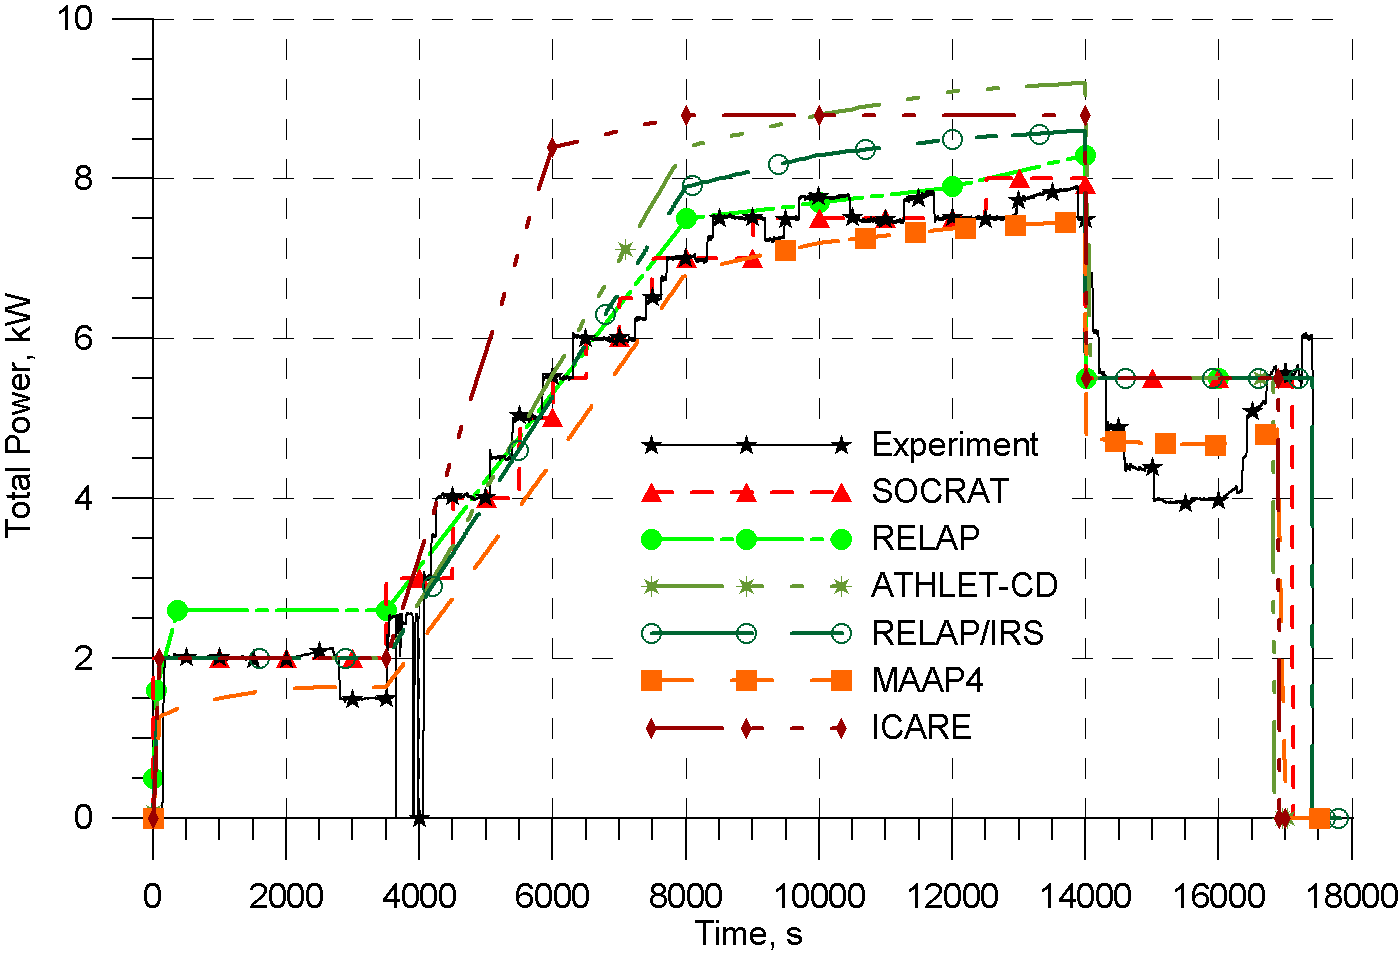 10
8
6
4
2
0
Total Power, kW
Experiment
SOCRAT
RELAP
ATHLET-CD
RELAP/IRS
MAAP4
ICARE
0 2000 4000 6000 8000 10000 12000 14000 16000 18000
Time, s